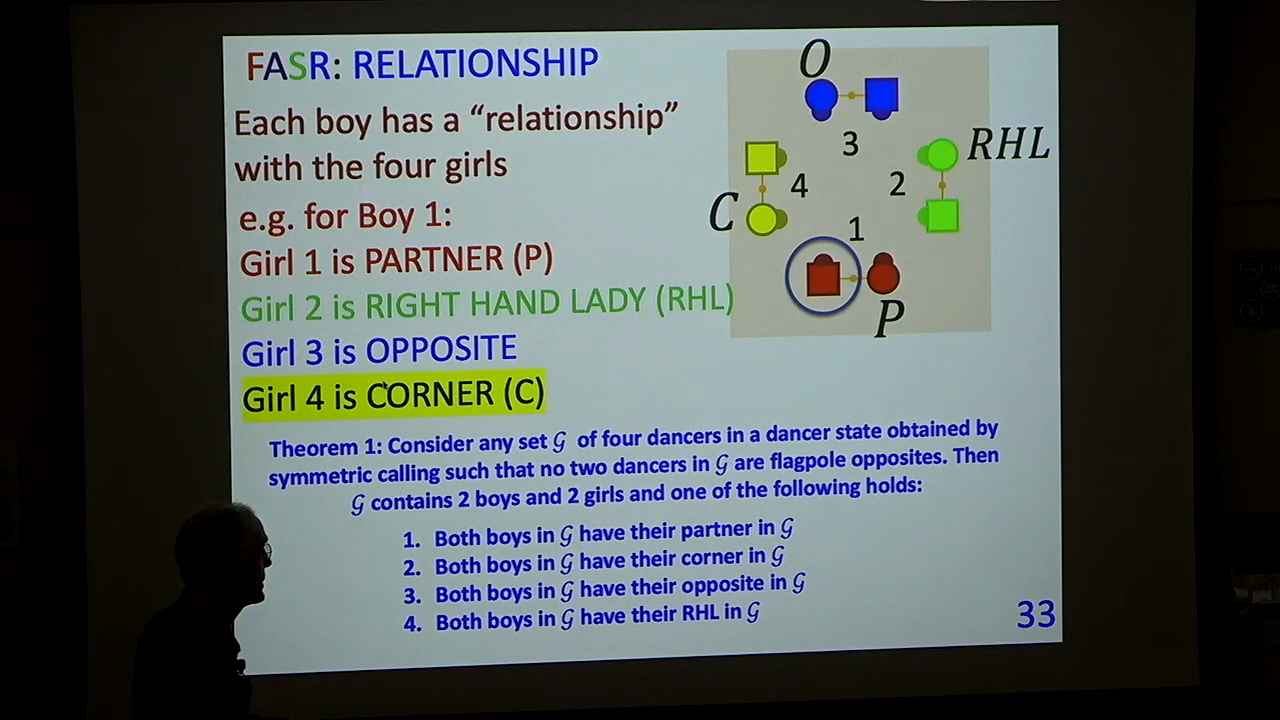 FASR: RELATIONSHIP
Each boy has a “relationship”
with the four girls
e.g. for Boy 1:
Girl 1 is PARTNER (P)
Girl 2 is RIGHT HAND LADY (RHL)
Girl 3 is OPPOSITE
Girl 4 is CORNER (C)
O
3
RHL
4
2
C
1
P
Theorem 1: Consider any set 𝒢 of four dancers in a dancer state obtained by
symmetric calling such that no two dancers in 𝒢 are flagpole opposites. Then
𝒢 contains 2 boys and 2 girls and one of the following holds:
1. Both boys in 𝒢 have their partner in 𝒢
2. Both boys in 𝒢 have their corner in 𝒢
3. Both boys in 𝒢 have their opposite in 𝒢
4. Both boys in 𝒢 have their RHL in 𝒢
33